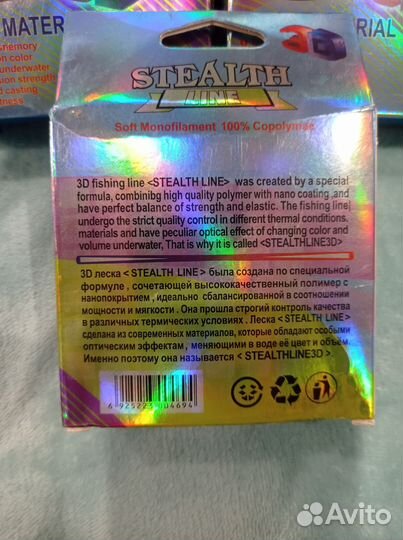 MATER
memory
on color
underwater
sion strength
d casting
tness
RIAL
3D
STEALTH
LINE
Soft Monofilament 100% Copolymer
3D fishing line <STEALTH LINE> was created by a special
formula, combinibg high quality polymer with nano coating ,and
have perfect balance of strength and elastic. The fishing line
undergo the strict quality control in different thermal conditions.
materials and have peculiar optical effect of changing color and
volume underwater, That is why it is called <STEALTHLINE3D>
3D леска < STEALTH LINE> была создана по специальной
формуле , сочетающей высококачественный полимер с
нанопокрытием , идеально сбалансированной в соотношении
мощности и мягкости . Она прошла строгий контроль качества
в различных термических условиях . Леска < STEALTH LINE>
сделана из современных материалов, которые обладают особыми
оптическим эффектам , меняющими в воде её цвет и объём.
Именно поэтому она называется < STEALTHLINE3D >.
6 925223 104694
Avito